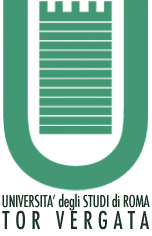 UNIVERSITA' degli STUDI di ROMA
TOR VERGATA